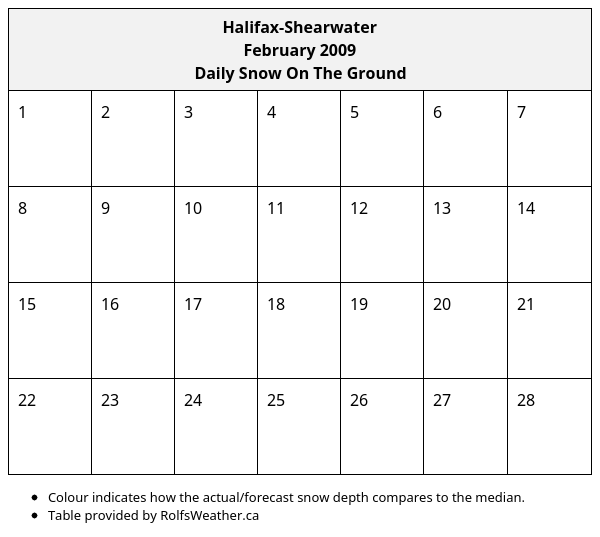 Halifax-Shearwater
February 2009
Daily Snow On The Ground
1 2 3 4 5 6 7
8 9 10 11 12 13 14
15 16 17 18 19 20 21
22 23 24 25 26 27 28
• Colour indicates how the actual/forecast snow depth compares to the median.
• Table provided by RolfsWeather.ca